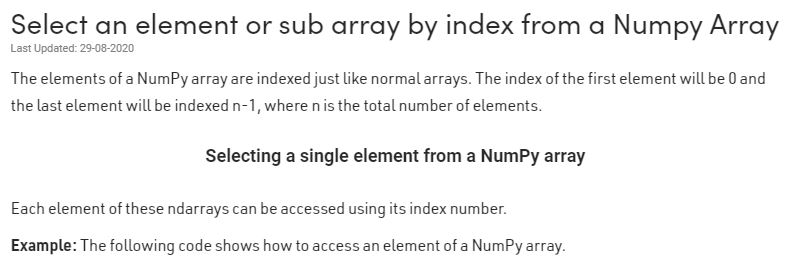 Select an element or sub array by index from a Numpy Array
Last Updated: 29-08-2020
The elements of a NumPy array are indexed just like normal arrays. The index of the first element will be 0 and
the last element will be indexed n-1, where n is the total number of elements.
Selecting a single element from a NumPy array
Each element of these ndarrays can be accessed using its index number.
Example: The following code shows how to access an element of a NumPy array.